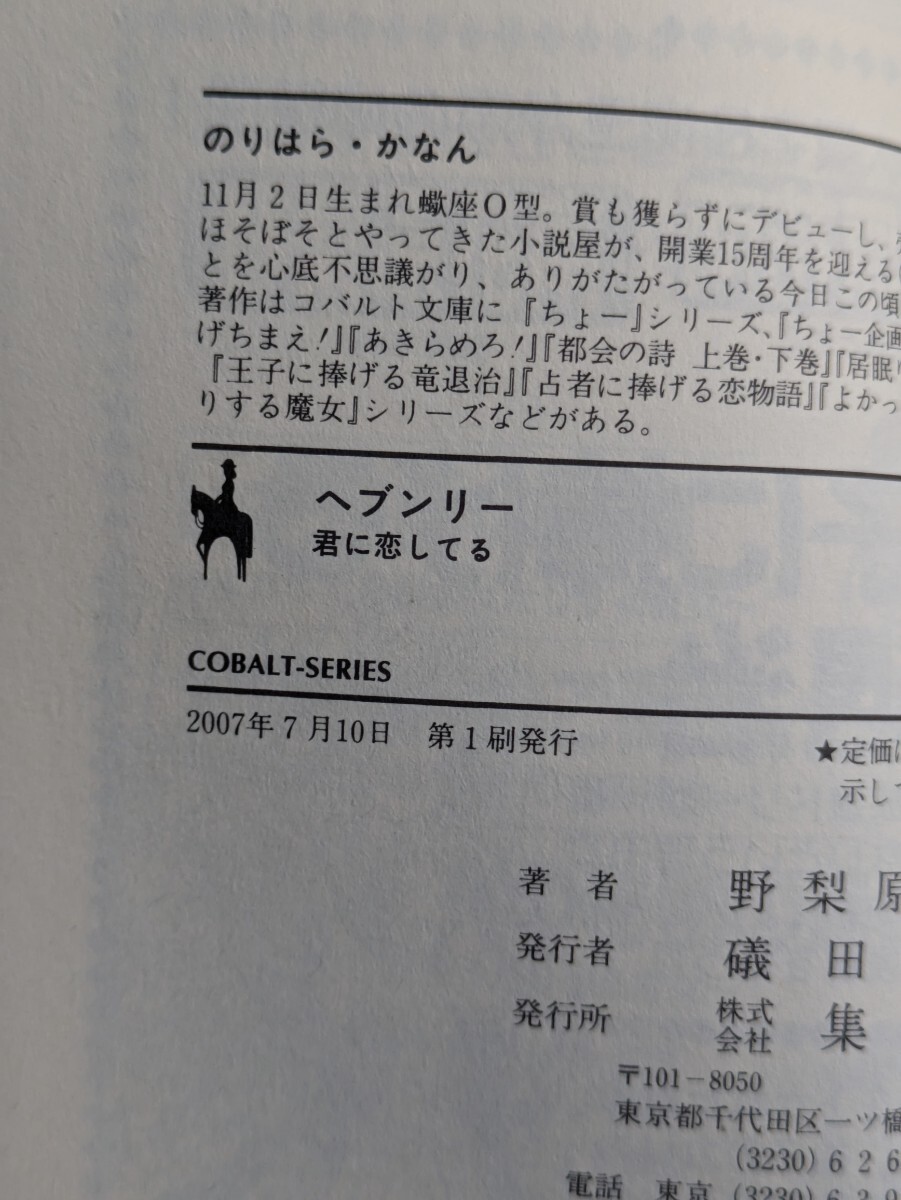 のりはら・かなん
11月2日生まれ蠍座O型。賞も獲らずにデビューし、
ほそぼそとやってきた小説屋が、開業15周年を迎える
とを心底不思議がり、ありがたがっている今日この頃
著作はコバルト文庫に『ちょー』シリーズ、『ちょー企画
げちまえ!』『あきらめろ!』『都会の詩 上巻・下巻』『居眠り
『王子に捧げる竜退治』『占者に捧げる恋物語』『よかっ
りする魔女』シリーズなどがある。
ヘブンリー
君に恋してる
COBALT-SERIES
2007年7月10日 第1刷発行
★定価は
示して
著者 野梨原
発行者 礒田
発行所 株式会社 集
〒101-8050
東京都千代田区一ツ橋
(3230)626
電話 東京 (3230)639